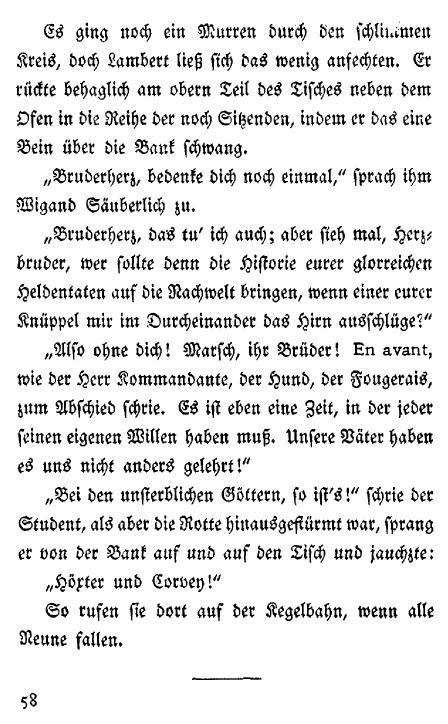 Es ging noch ein Murren durch den schlimmen
Kreis, doch Lambert ließ sich das wenig anfechten. Er
rückte behaglich am obern Teil des Tisches neben dem
Ofen in die Reihe der noch Sitzenden, indem er das eine
Bein über die Bank schwang.
„Bruderherz, bedenke dich noch einmal,“ sprach ihm
Wigand Säuberlich zu.
„Bruderherz, das tu' ich auch; aber sieh mal, Herz-
bruder, wer sollte denn die Historie eurer glorreichen
Heldentaten auf die Nachwelt bringen, wenn einer eurer
Knüppel mir im Durcheinander das Hirn ausschlüge?“
„Also ohne dich! Marsch, ihr Brüder! En avant,
wie der Herr Kommandante, der Hund, der Fougerais,
zum Abschied schrie. Es ist eben eine Zeit, in der jeder
seinen eigenen Willen haben muß. Unsere Väter haben
es uns nicht anders gelehrt!“
„Bei den unsterblichen Göttern, so ist's!“ schrie der
Student, als aber die Rotte hinausgestürmt war, sprang
er von der Bank auf und auf den Tisch und jauchzte:
„Höxter und Corvey!“
So rufen sie dort auf der Kegelbahn, wenn alle
Neune fallen.
58